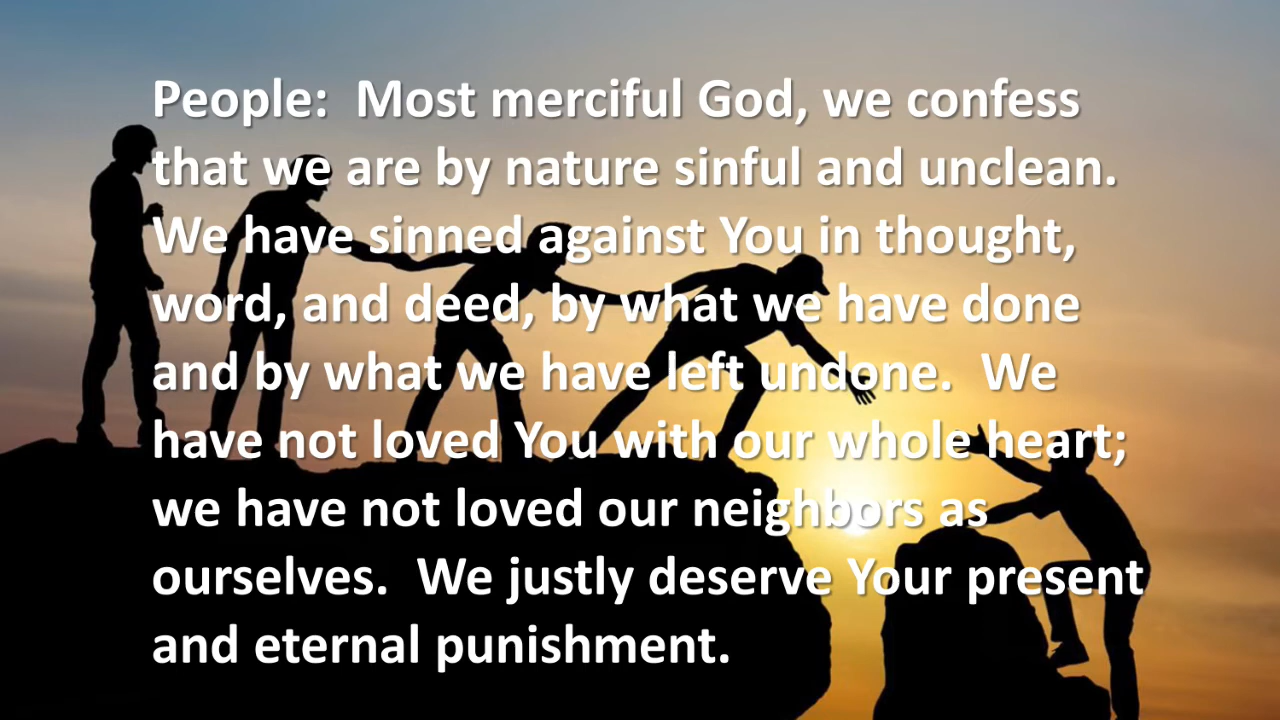 People:  Most merciful God, we confess
that we are by nature sinful and unclean.
We have sinned against You in thought,
word, and deed, by what we have done
and by what we have left undone.  We
have not loved You with our whole heart;
we have not loved our neighbors as
ourselves.  We justly deserve Your present
and eternal punishment.